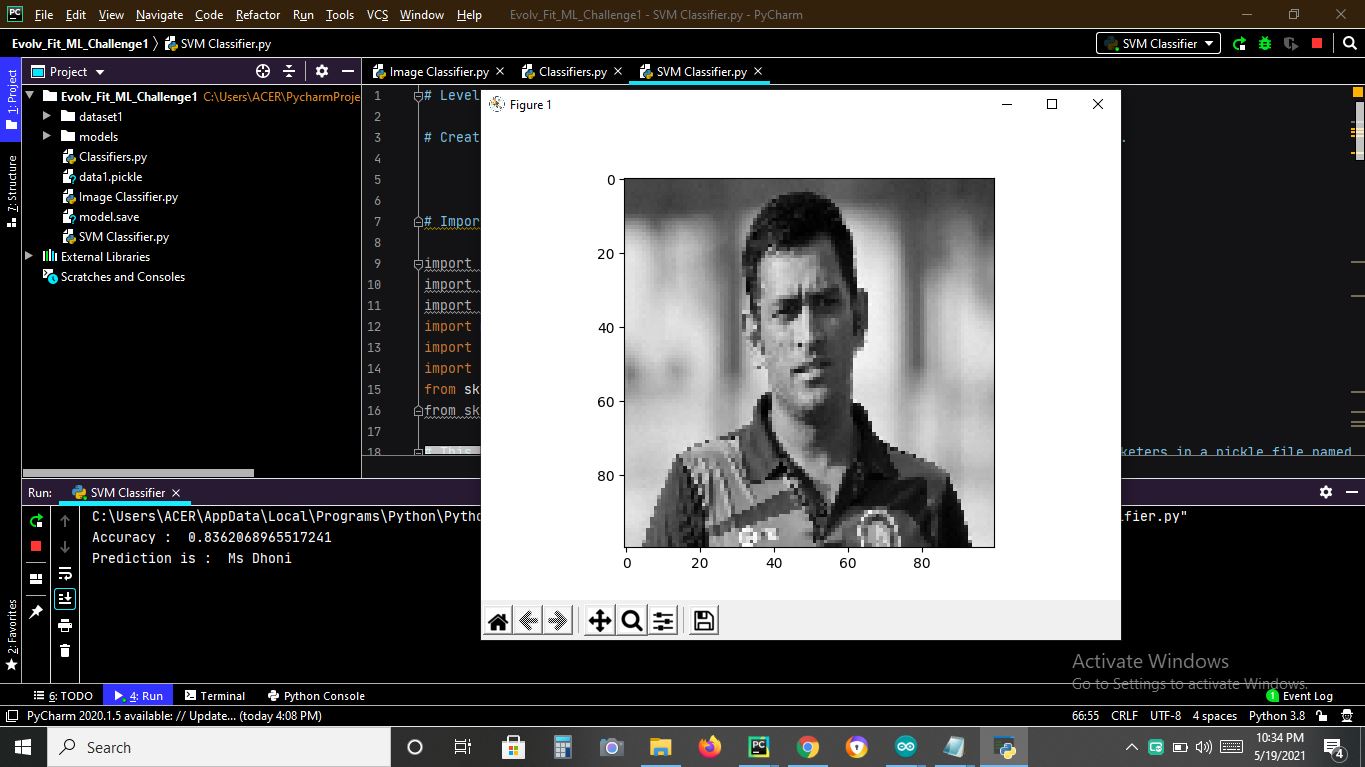 File Edit View Navigate Code Refactor Run Tools VCS Window Help Evolv_Fit_ML_Challenge1 - SVM Classifier.py - PyCharm
Evolv_Fit_ML_Challenge1 SVM Classifier.py SVM Classifier
1: Project
Project
Image Classifier.py Classifiers.py SVM Classifier.py
Evolv_Fit_ML_Challenge1 C:\Users\ACER\PycharmProje
dataset1
models
Classifiers.py
data1.pickle
Image Classifier.py
model.save
SVM Classifier.py
External Libraries
Scratches and Consoles
7: Structure
2: Favorites
1 # Level
2
3 # Creat
4
5
6
7 # Impor
8
9 import
10 import
11 import
12 import
13 import
14 import
15 from sk
16 from sk
17
18 # This keters in a pickle file named
Figure 1
0
20
40
60
80
0 20 40 60 80
Run: SVM Classifier
C:\Users\ACER\AppData\Local\Programs\Python\Pytho ifier.py"
Accuracy : 0.8362068965517241
Prediction is : Ms Dhoni
Activate Windows
Go to Settings to activate Windows.
6: TODO 4: Run Terminal Python Console 1 Event Log
PyCharm 2020.1.5 available: // Update... (today 4:08 PM) 66:55 CRLF UTF-8 4 spaces Python 3.8
Search
10:34 PM
5/19/2021
4